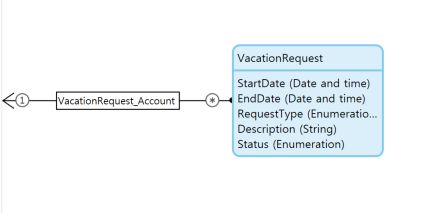 VacationRequest
StartDate (Date and time)
1
VacationRequest_Account
*
EndDate (Date and time)
RequestType (Enumeratio...
Description (String)
Status (Enumeration)